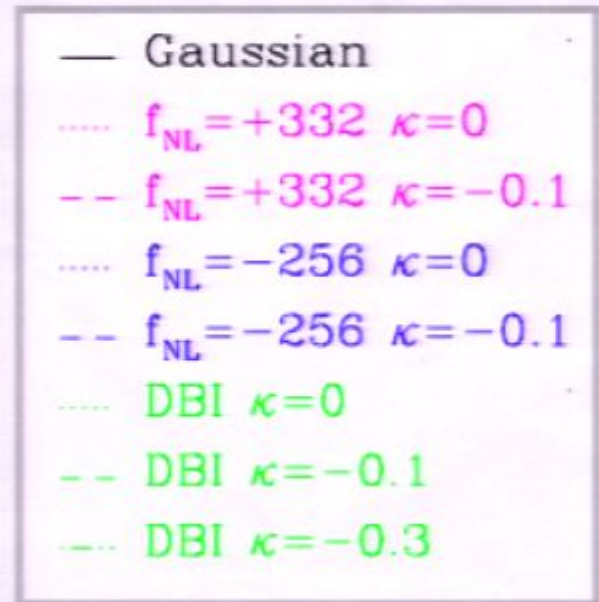 Gaussian
f_NL=+332 κ=0
f_NL=+332 κ=−0.1
f_NL=−256 κ=0
f_NL=−256 κ=−0.1
DBI κ=0
DBI κ=−0.1
DBI κ=−0.3